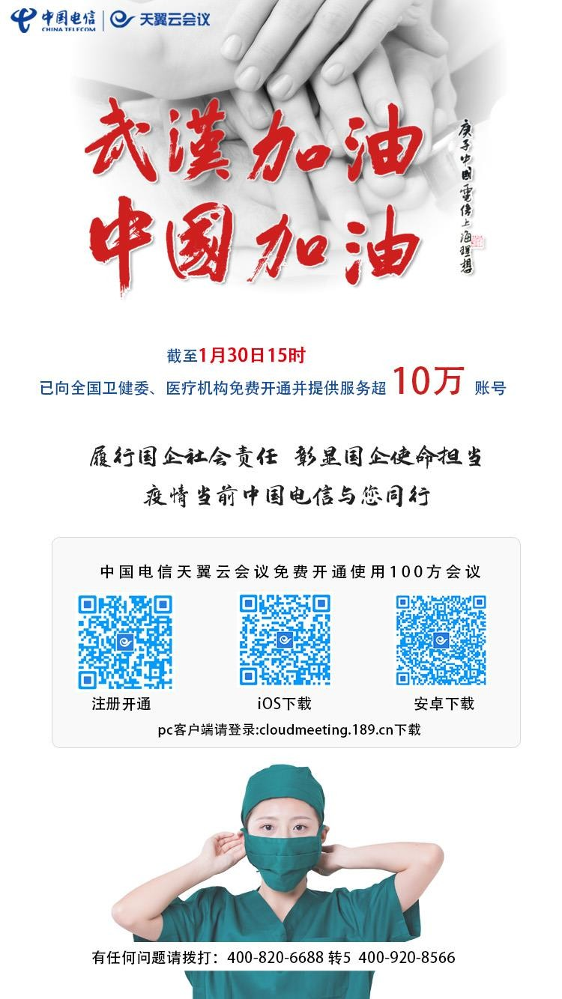 中国电信
CHINA TELECOM
天翼云会议
武漢加油
中國加油
庚子中國電信上海理想
截至1月30日15时
已向全国卫健委、医疗机构免费开通并提供服务超 10万 账号
履行国企社会责任 彰显国企使命担当
疫情当前中国电信与您同行
中国电信天翼云会议免费开通使用100方会议
注册开通
iOS下载
安卓下载
pc客户端请登录:cloudmeeting.189.cn下载
有任何问题请拨打：400-820-6688 转5 400-920-8566